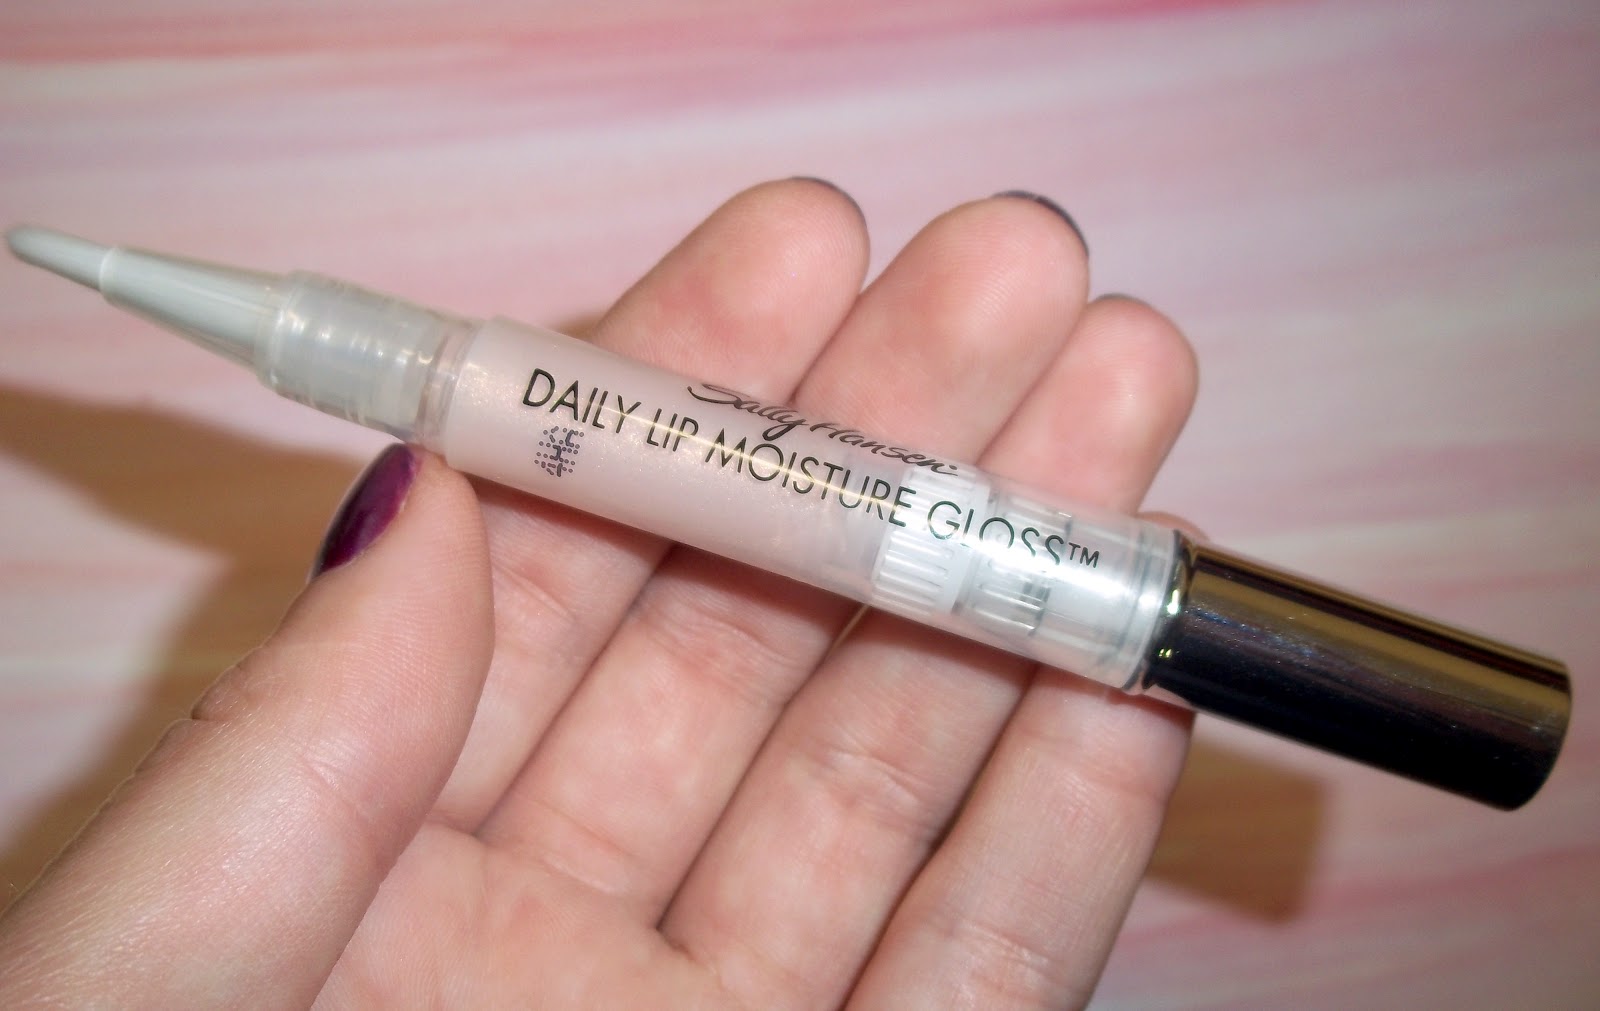 Sally Hansen
DAILY LIP MOISTURE GLOSS™